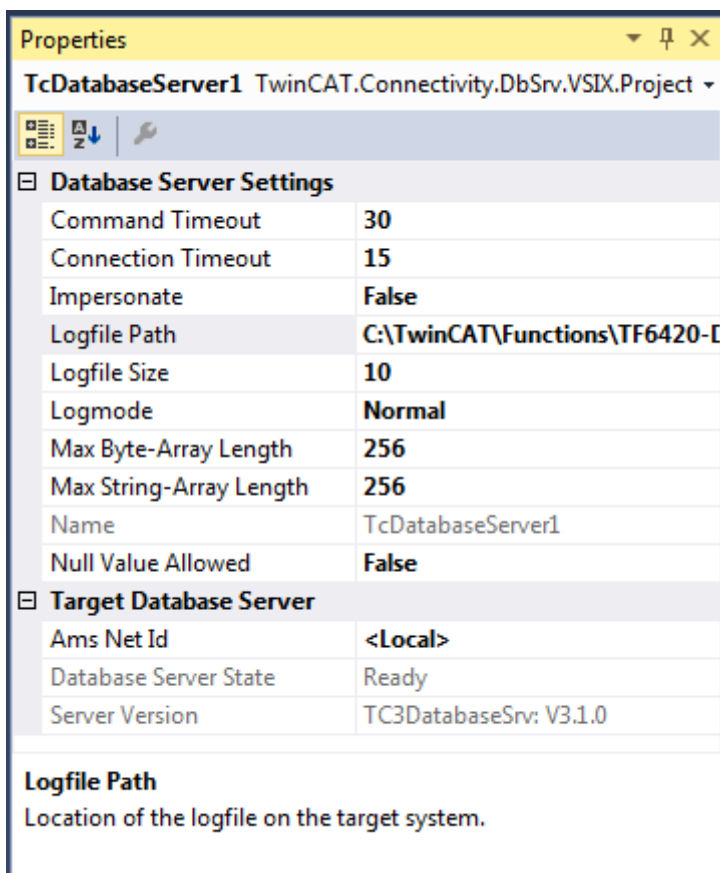 Properties
TcDatabaseServer1 TwinCAT.Connectivity.DbSrv.VSIX.Project
Database Server Settings
Command Timeout 30
Connection Timeout 15
Impersonate False
Logfile Path C:\TwinCAT\Functions\TF6420-D
Logfile Size 10
Logmode Normal
Max Byte-Array Length 256
Max String-Array Length 256
Name TcDatabaseServer1
Null Value Allowed False
Target Database Server
Ams Net Id <Local>
Database Server State Ready
Server Version TC3DatabaseSrv: V3.1.0
Logfile Path
Location of the logfile on the target system.